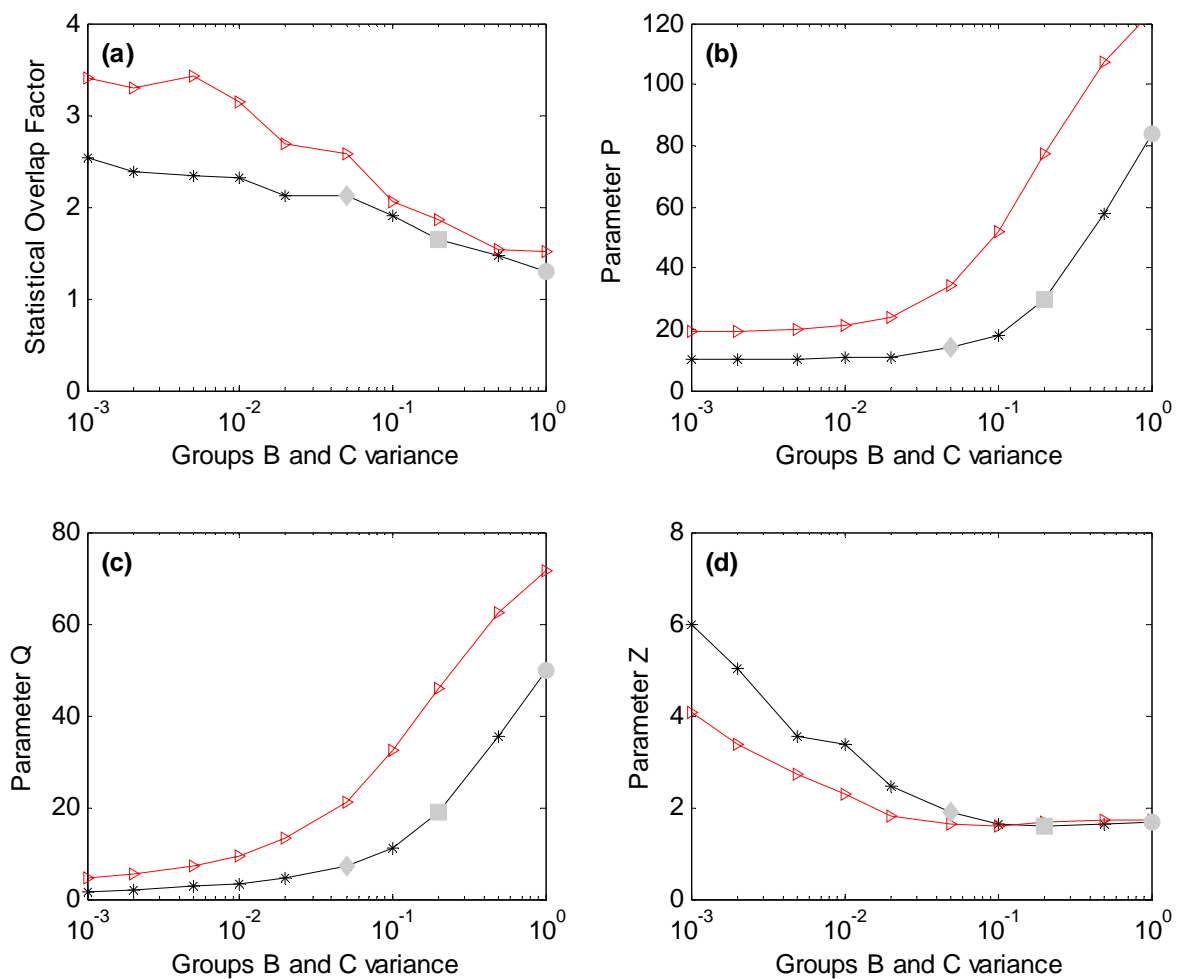 (a)
Statistical Overlap Factor
4
3
2
1
0
10^-3 10^-2 10^-1 10^0
Groups B and C variance
(b)
Parameter P
120
100
80
60
40
20
0
10^-3 10^-2 10^-1 10^0
Groups B and C variance
(c)
Parameter Q
80
60
40
20
0
10^-3 10^-2 10^-1 10^0
Groups B and C variance
(d)
Parameter Z
8
6
4
2
0
10^-3 10^-2 10^-1 10^0
Groups B and C variance